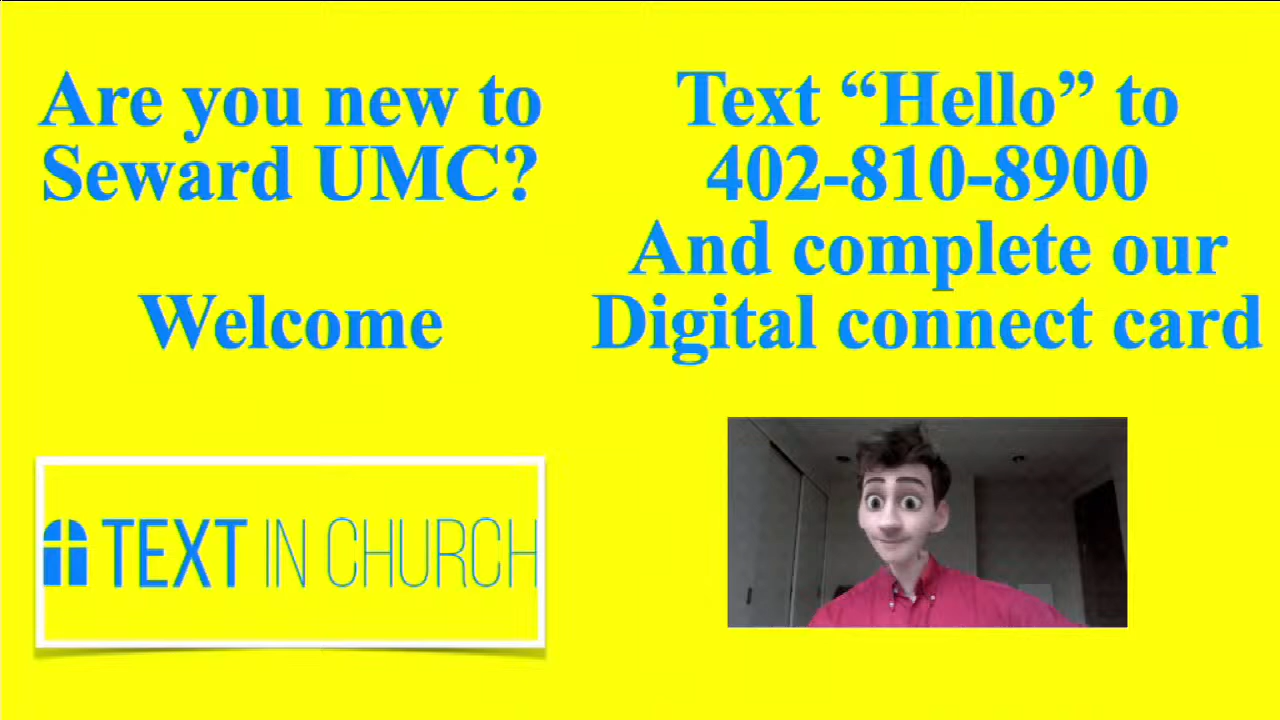 Are you new to
Seward UMC?
Welcome
TEXT IN CHURCH
Text “Hello” to
402-810-8900
And complete our
Digital connect card